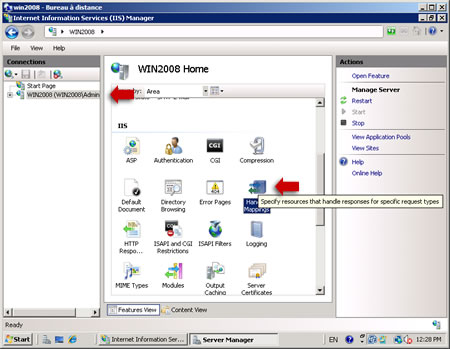 win2008 - Bureau à distance
Internet Information Services (IIS) Manager
WIN2008
File View Help
Connections
Start Page
WIN2008 (WIN2008\Admin
WIN2008 Home
by: Area
IIS
ASP
Authentication
CGI
Compression
Default Document
Directory Browsing
Error Pages
Mappings
Specify resources that handle responses for specific request types
HTTP Respo...
ISAPI and CGI Restrictions
ISAPI Filters
Logging
MIME Types
Modules
Output Caching
Server Certificates
Features View
Content View
Actions
Open Feature
Manage Server
Restart
Start
Stop
View Application Pools
View Sites
Help
Online Help
Ready
Start
Internet Information Ser...
Server Manager
EN
12:28 PM